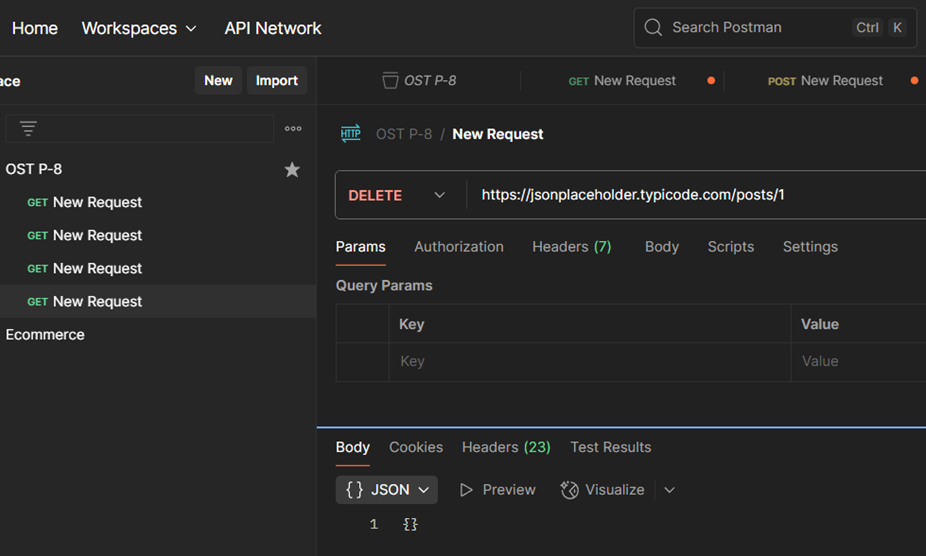 Home Workspaces API Network Search Postman Ctrl K
ace New Import OST P-8 GET New Request POST New Request
HTTP OST P-8 / New Request
OST P-8
GET New Request
GET New Request
GET New Request
GET New Request
Ecommerce
DELETE https://jsonplaceholder.typicode.com/posts/1
Params Authorization Headers (7) Body Scripts Settings
Query Params
Key Value
Key Value
Body Cookies Headers (23) Test Results
{} JSON Preview Visualize
1 {}